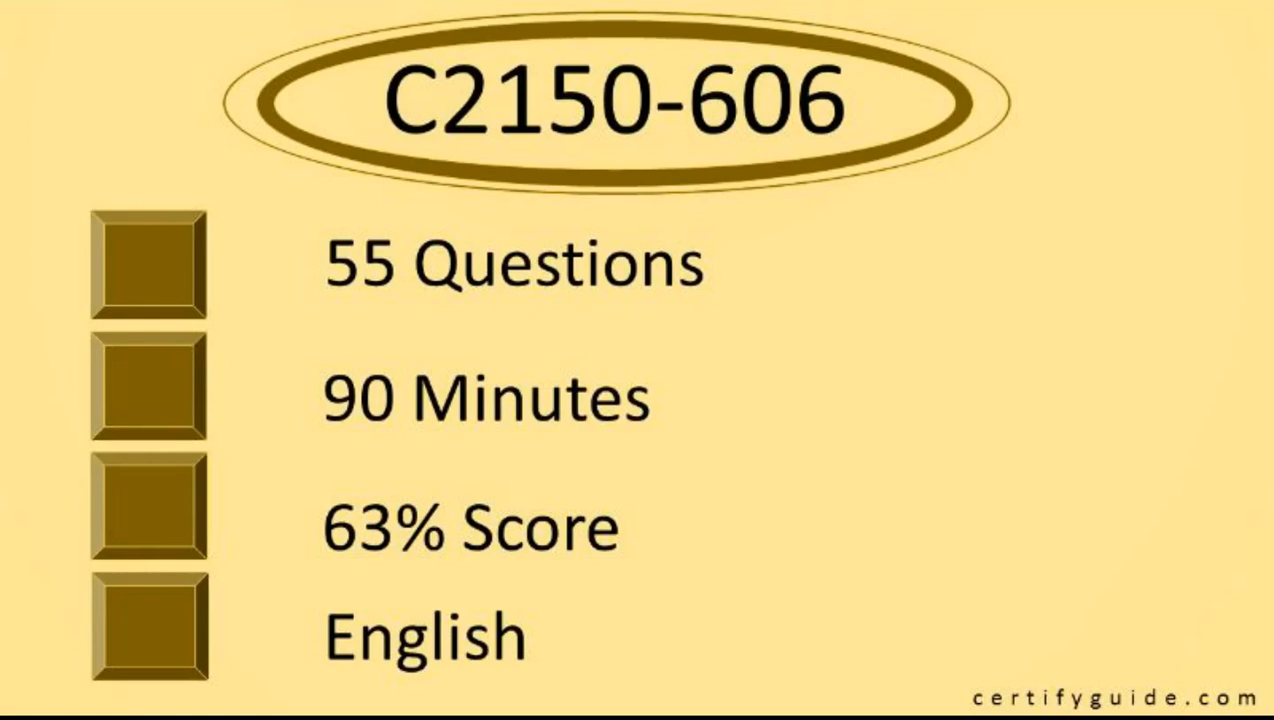 C2150-606
55 Questions
90 Minutes
63% Score
English
certifyguide.com